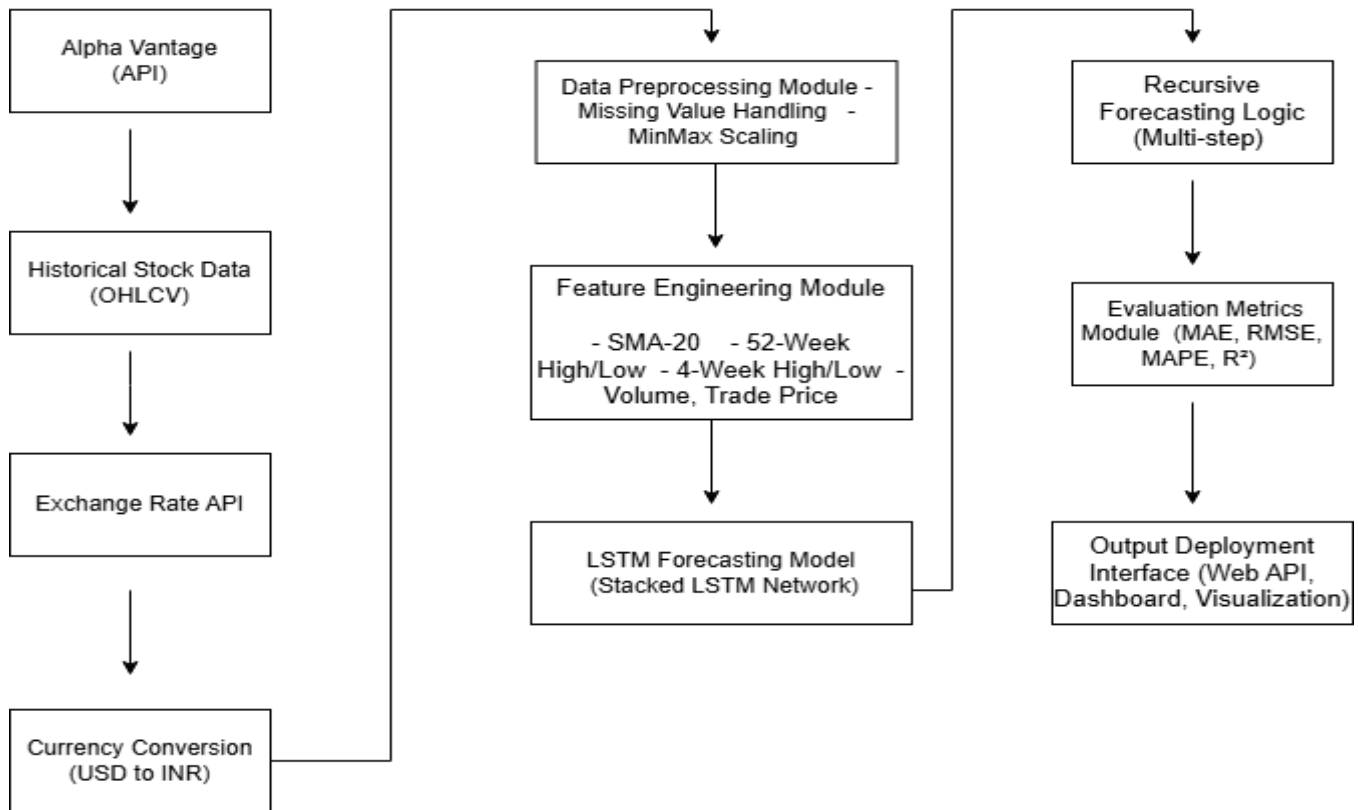 Alpha Vantage
(API)
Historical Stock Data
(OHLCV)
Exchange Rate API
Currency Conversion
(USD to INR)
Data Preprocessing Module -
Missing Value Handling -
MinMax Scaling
Feature Engineering Module
- SMA-20 - 52-Week
High/Low - 4-Week High/Low -
Volume, Trade Price
LSTM Forecasting Model
(Stacked LSTM Network)
Recursive
Forecasting Logic
(Multi-step)
Evaluation Metrics
Module (MAE, RMSE,
MAPE, R²)
Output Deployment
Interface (Web API,
Dashboard, Visualization)